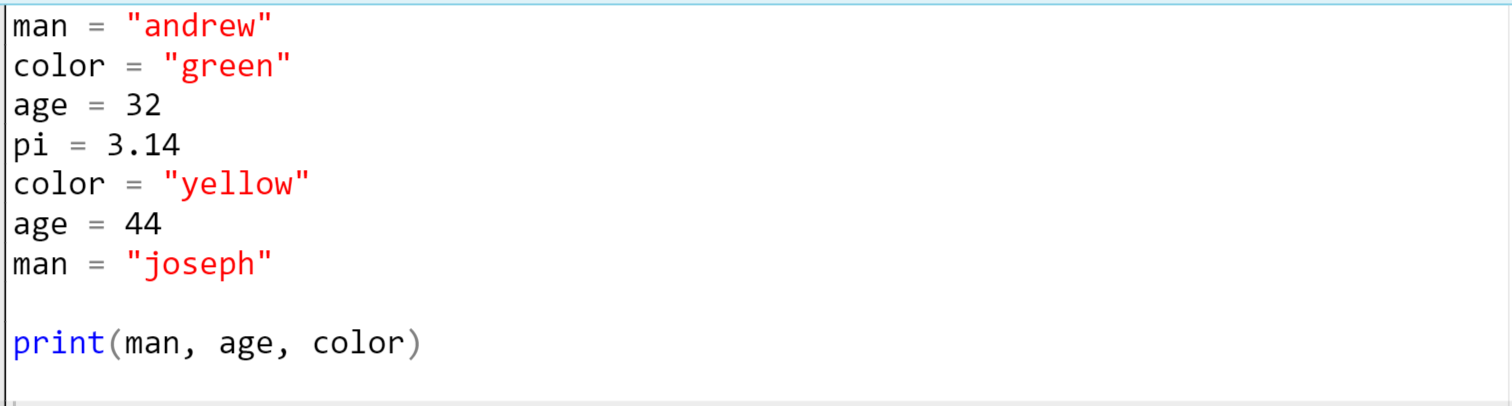 man = "andrew"
color = "green"
age = 32
pi = 3.14
color = "yellow"
age = 44
man = "joseph"
print(man, age, color)